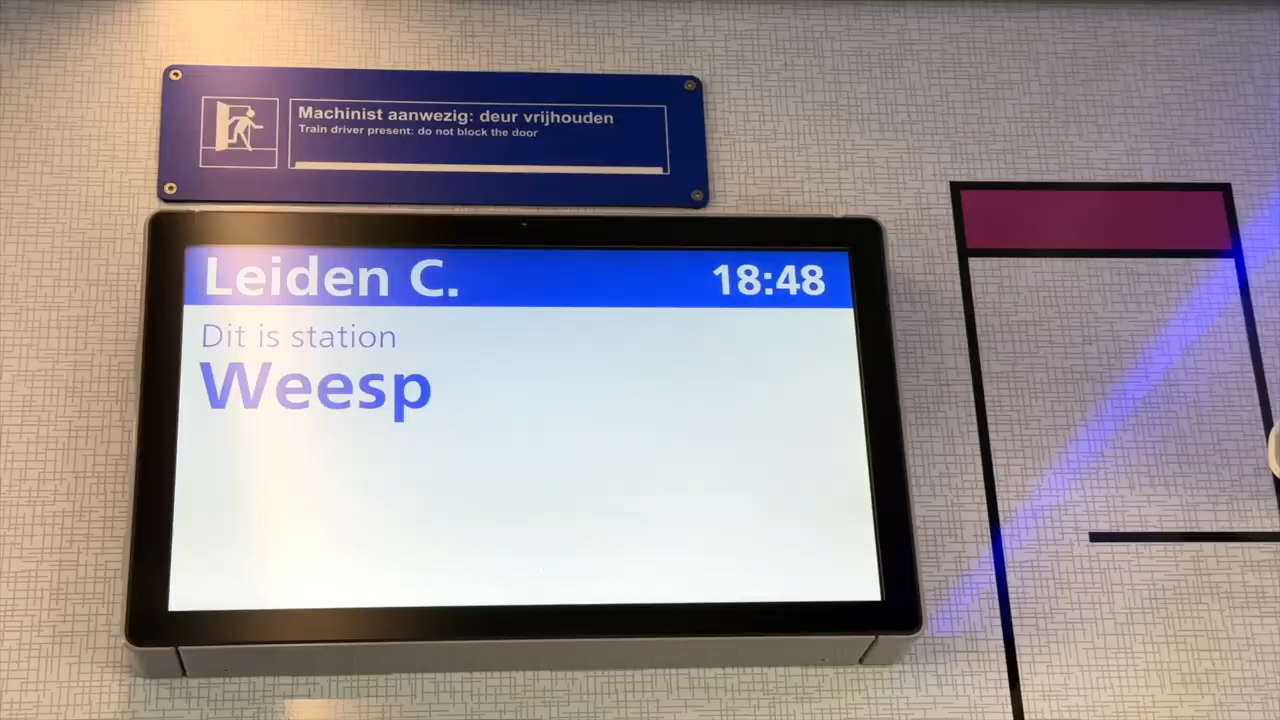 Machinist aanwezig: deur vrijhouden
Train driver present: do not block the door
Leiden C. 18:48
Dit is station
Weesp